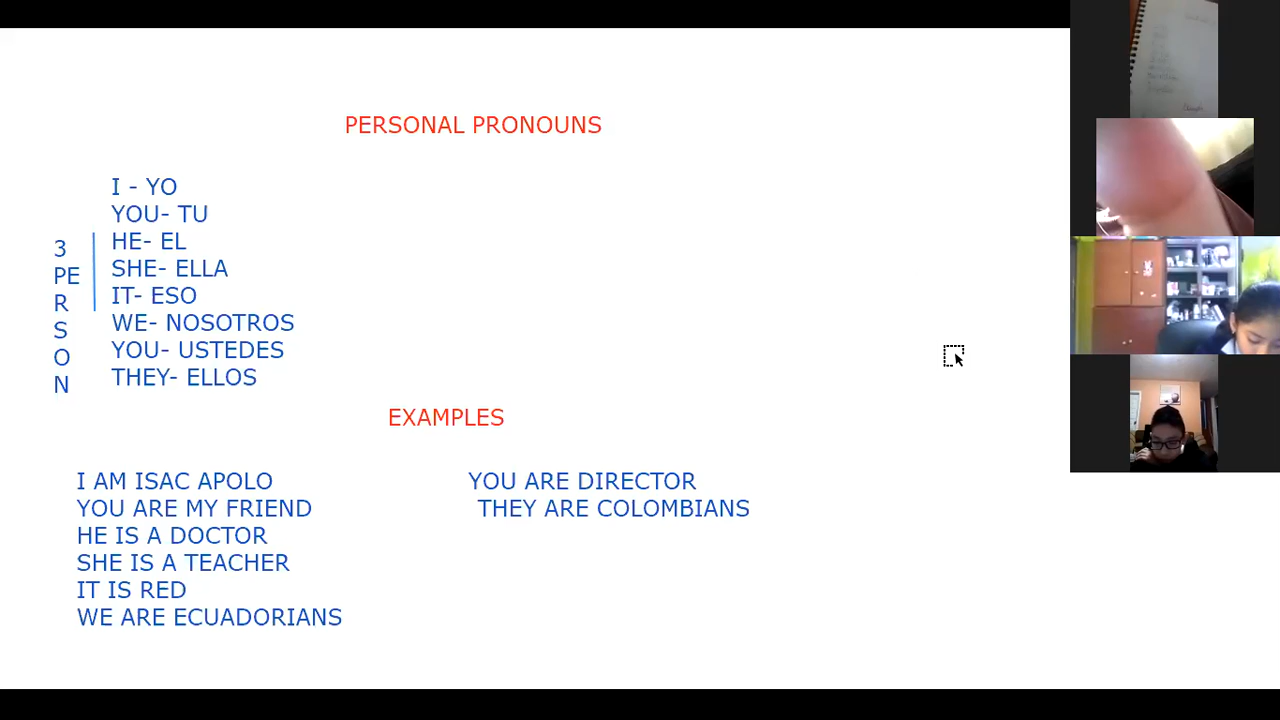 PERSONAL PRONOUNS
I - YO
YOU- TU
HE- EL
SHE- ELLA
IT- ESO
WE- NOSOTROS
YOU- USTEDES
THEY- ELLOS
3
PE
R
S
O
N
EXAMPLES
I AM ISAC APOLO
YOU ARE MY FRIEND
HE IS A DOCTOR
SHE IS A TEACHER
IT IS RED
WE ARE ECUADORIANS
YOU ARE DIRECTOR
THEY ARE COLOMBIANS